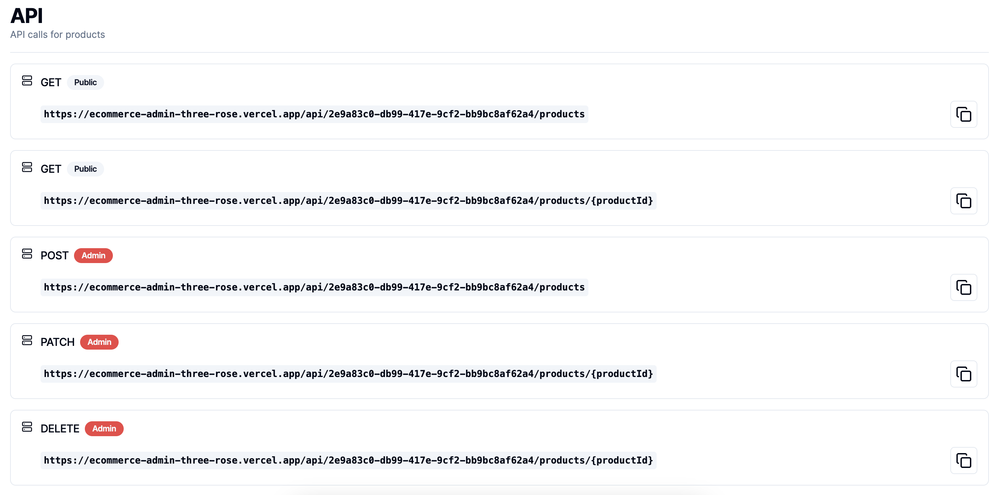 API
API calls for products
GET Public
https://ecommerce-admin-three-rose.vercel.app/api/2e9a83c0-db99-417e-9cf2-bb9bc8af62a4/products
GET Public
https://ecommerce-admin-three-rose.vercel.app/api/2e9a83c0-db99-417e-9cf2-bb9bc8af62a4/products/{productId}
POST Admin
https://ecommerce-admin-three-rose.vercel.app/api/2e9a83c0-db99-417e-9cf2-bb9bc8af62a4/products
PATCH Admin
https://ecommerce-admin-three-rose.vercel.app/api/2e9a83c0-db99-417e-9cf2-bb9bc8af62a4/products/{productId}
DELETE Admin
https://ecommerce-admin-three-rose.vercel.app/api/2e9a83c0-db99-417e-9cf2-bb9bc8af62a4/products/{productId}